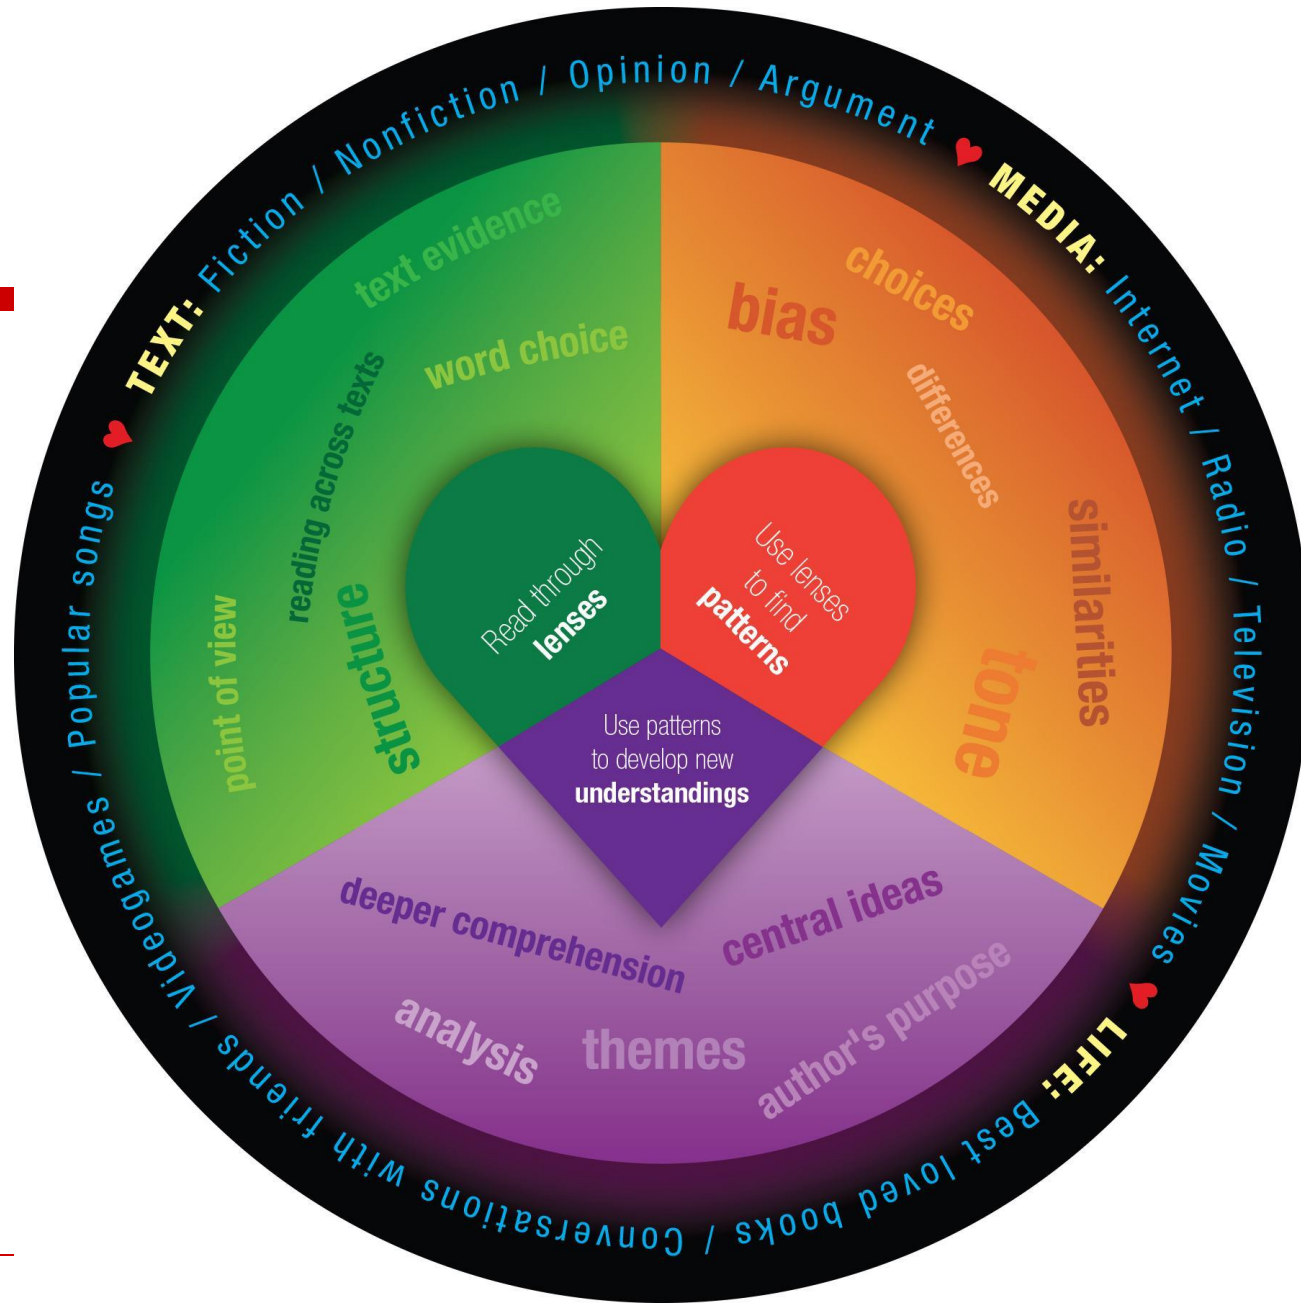 TEXT: Fiction / Nonfiction / Opinion / Argument ♥ MEDIA: Internet / Radio / Television / Movies ♥ LIFE: Best loved books / Conversations with friends / Videogames / Popular songs ♥
text evidence
word choice
reading across texts
structure
point of view
bias
choices
differences
similarities
tone
Read through
lenses
Use lenses
to find
patterns
Use patterns
to develop new
understandings
deeper comprehension
central ideas
analysis
themes
author's purpose